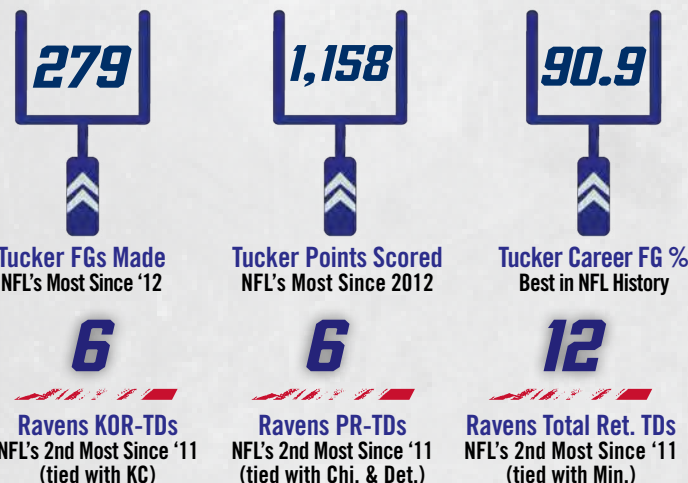 279 1,158 90.9
Tucker FGs Made Tucker Points Scored Tucker Career FG %
NFL's Most Since '12 NFL's Most Since 2012 Best in NFL History
6 6 12
Ravens KOR-TDs Ravens PR-TDs Ravens Total Ret. TDs
NFL's 2nd Most Since '11 NFL's 2nd Most Since '11 NFL's 2nd Most Since '11
(tied with KC) (tied with Chi. & Det.) (tied with Min.)